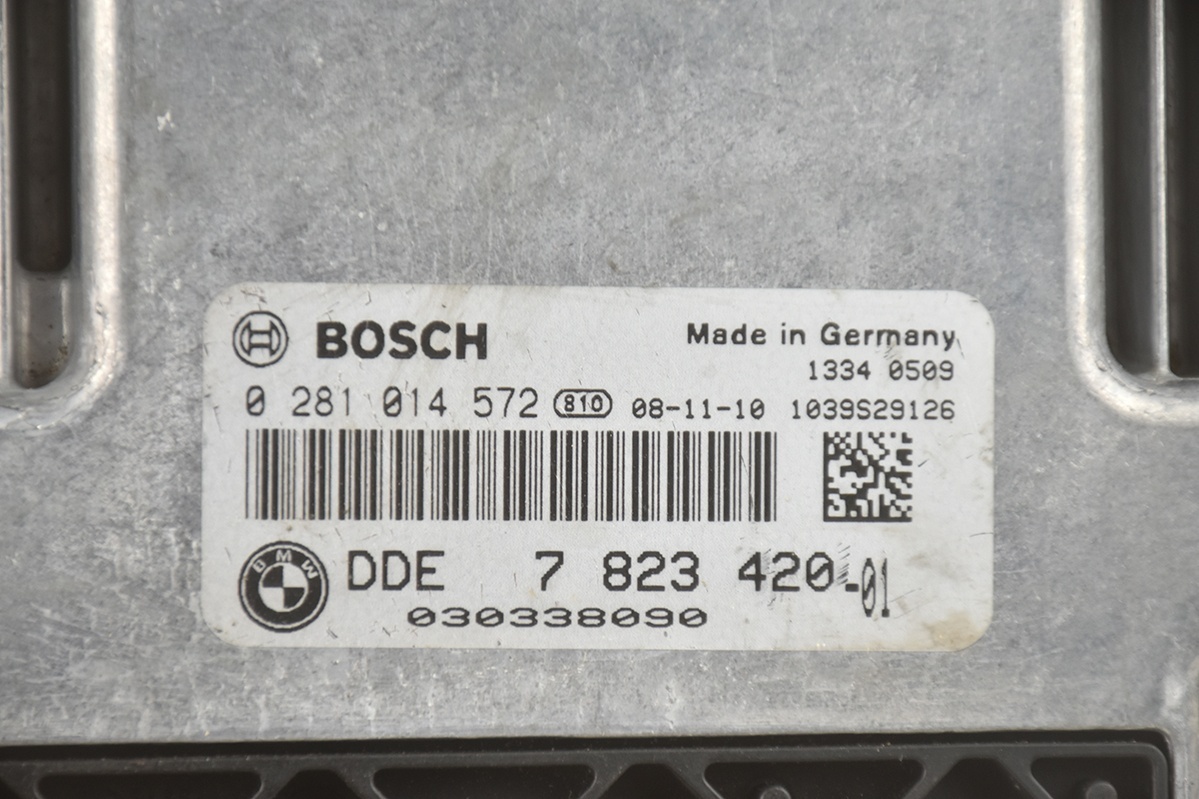 BOSCH Made in Germany
1334 0509
0 281 014 572 810 08-11-10 1039S29126
BMW DDE 7 823 420-01
030338090